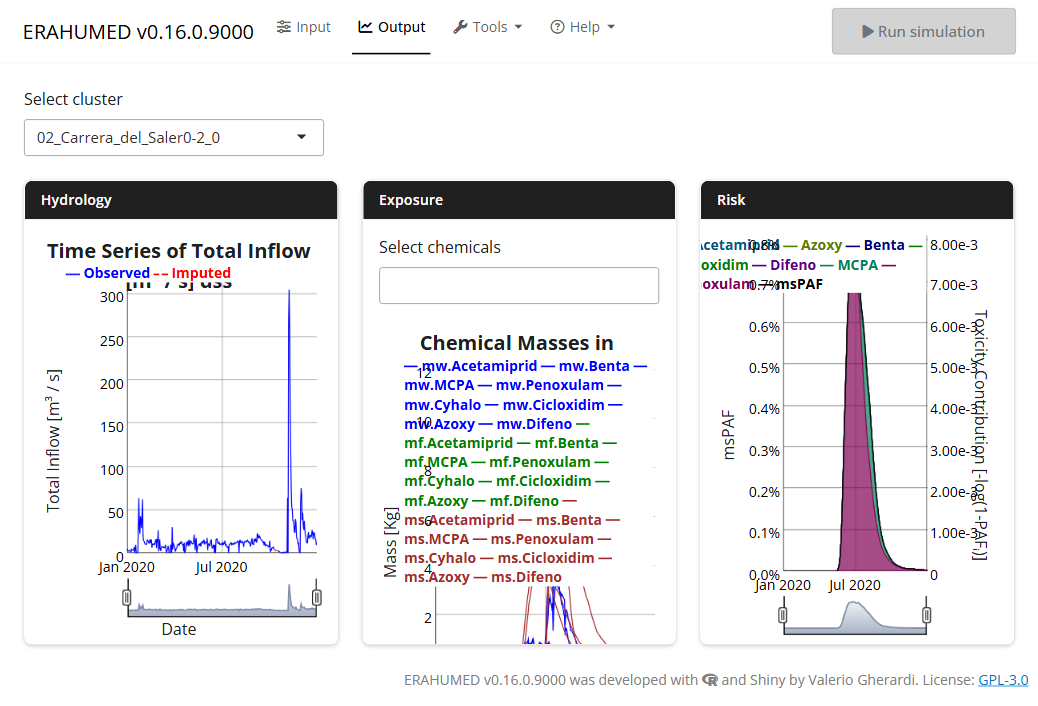 ERAHUMED v0.16.0.9000
Input
Output
Tools
Help
Run simulation
Select cluster
02_Carrera_del_Saler0-2_0
Hydrology
Time Series of Total Inflow
Observed
Imputed
[m³ / s] dss
300
250
200
150
100
50
0
Total Inflow [m³ / s]
Jan 2020
Jul 2020
Date
Exposure
Select chemicals
Chemical Masses in
mw.Acetamiprid — mw.Benta —
mw.MCPA — mw.Penoxulam —
mw.Cyhalo — mw.Cicloxidim —
mw.Azoxy — mw.Difeno —
mf.Acetamiprid — mf.Benta —
mf.MCPA — mf.Penoxulam —
mf.Cyhalo — mf.Cicloxidim —
mf.Azoxy — mf.Difeno —
ms.Acetamiprid — ms.Benta —
ms.MCPA — ms.Penoxulam —
ms.Cyhalo — ms.Cicloxidim —
ms.Azoxy — ms.Difeno
12
10
8
6
4
2
Mass [Kg]
Risk
Acetamiprid — Azoxy — Benta —
oxidim — Difeno — MCPA —
oxulam — msPAF
0.8%
0.7%
0.6%
0.5%
0.4%
0.3%
0.2%
0.1%
0.0%
msPAF
8.00e-3
7.00e-3
6.00e-3
5.00e-3
4.00e-3
3.00e-3
2.00e-3
1.00e-3
0
Toxicity Contribution [-log(1-PAFᵢ)]
Jan 2020
Jul 2020
ERAHUMED v0.16.0.9000 was developed with R and Shiny by Valerio Gherardi. License: GPL-3.0